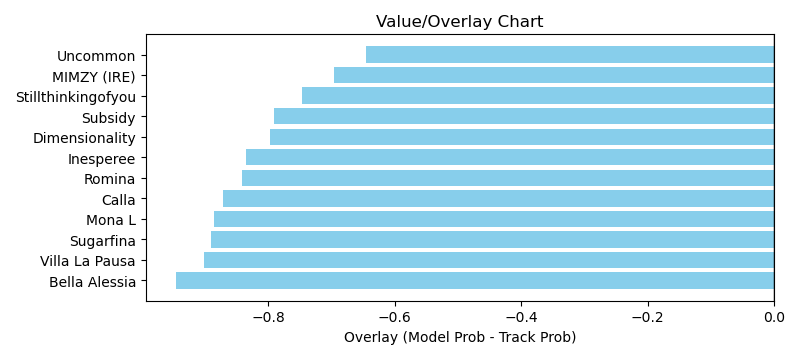 Value/Overlay Chart
Uncommon
MIMZY (IRE)
Stillthinkingofyou
Subsidy
Dimensionality
Inesperee
Romina
Calla
Mona L
Sugarfina
Villa La Pausa
Bella Alessia
−0.8 −0.6 −0.4 −0.2 0.0
Overlay (Model Prob - Track Prob)